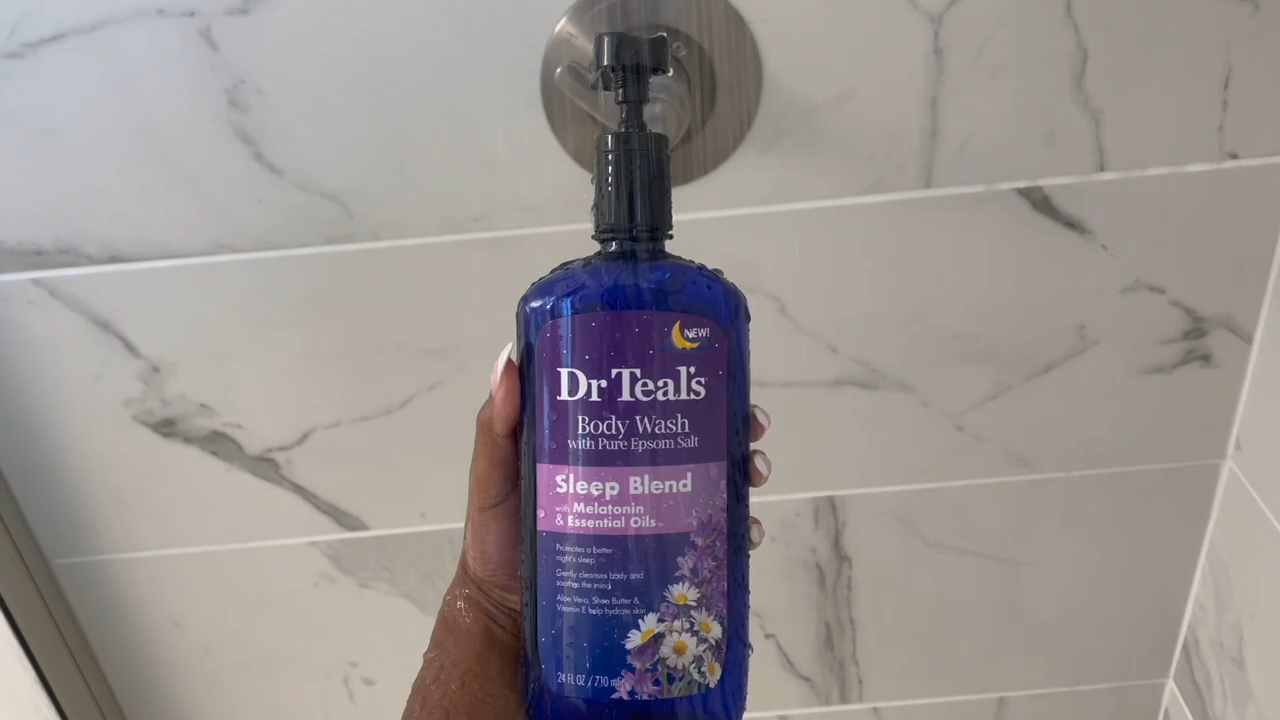 NEW!
Dr Teal's
Body Wash
with Pure Epsom Salt
Sleep Blend
with Melatonin
& Essential Oils
Promotes a better
night's sleep
Gently cleanses body and
soothes the mind
Aloe Vera, Shea Butter &
Vitamin E help hydrate skin
24 FL OZ / 710 mL